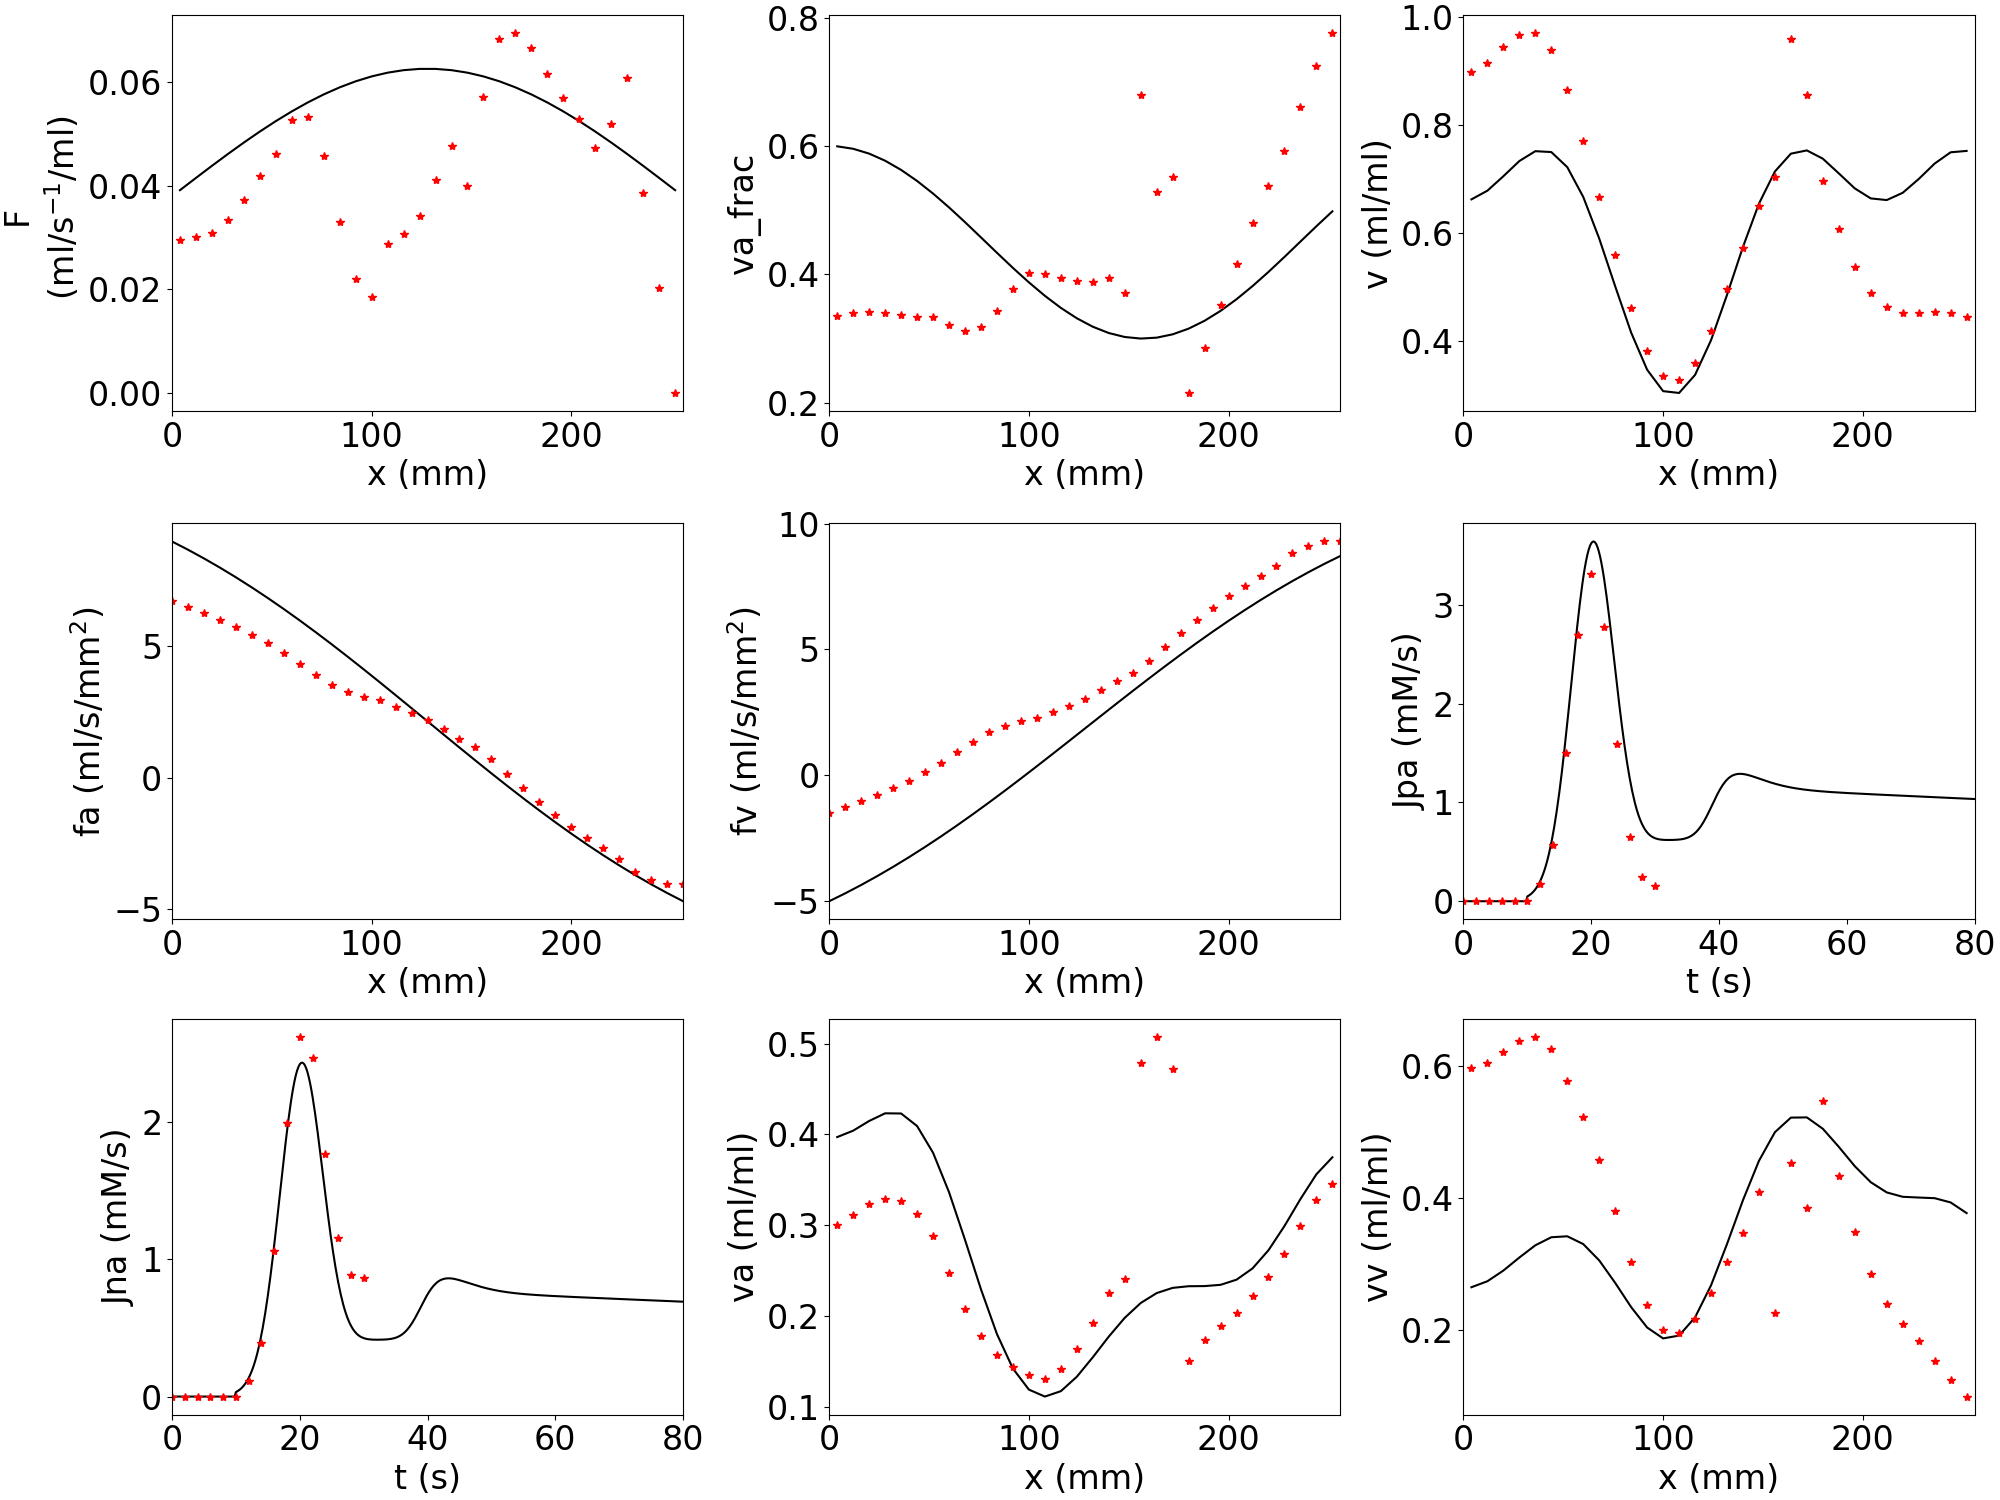 F
(ml/s⁻¹/ml)
0.06
0.04
0.02
0.00
0 100 200
x (mm)
va_frac
0.8
0.6
0.4
0.2
0 100 200
x (mm)
v (ml/ml)
1.0
0.8
0.6
0.4
0 100 200
x (mm)
fa (ml/s/mm²)
5
0
−5
0 100 200
x (mm)
fv (ml/s/mm²)
10
5
0
−5
0 100 200
x (mm)
Jpa (mM/s)
3
2
1
0
0 20 40 60 80
t (s)
Jna (mM/s)
2
1
0
0 20 40 60 80
t (s)
va (ml/ml)
0.5
0.4
0.3
0.2
0.1
0 100 200
x (mm)
vv (ml/ml)
0.6
0.4
0.2
0 100 200
x (mm)